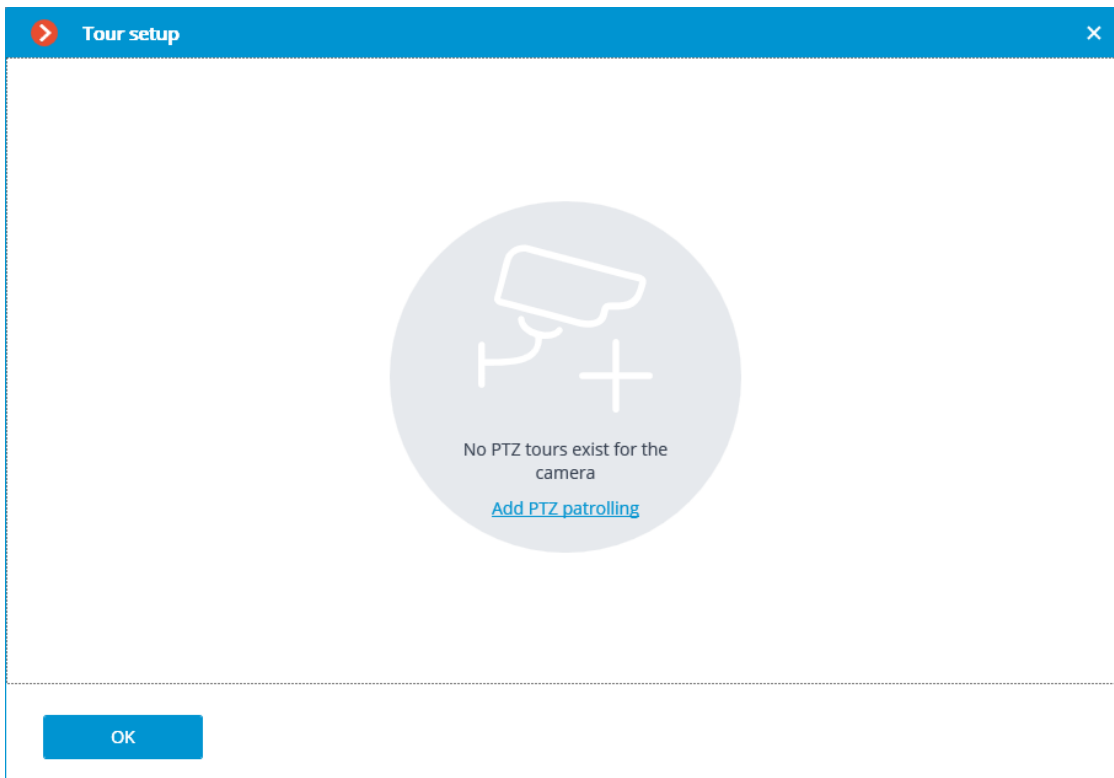 Tour setup
No PTZ tours exist for the
camera
Add PTZ patrolling
OK